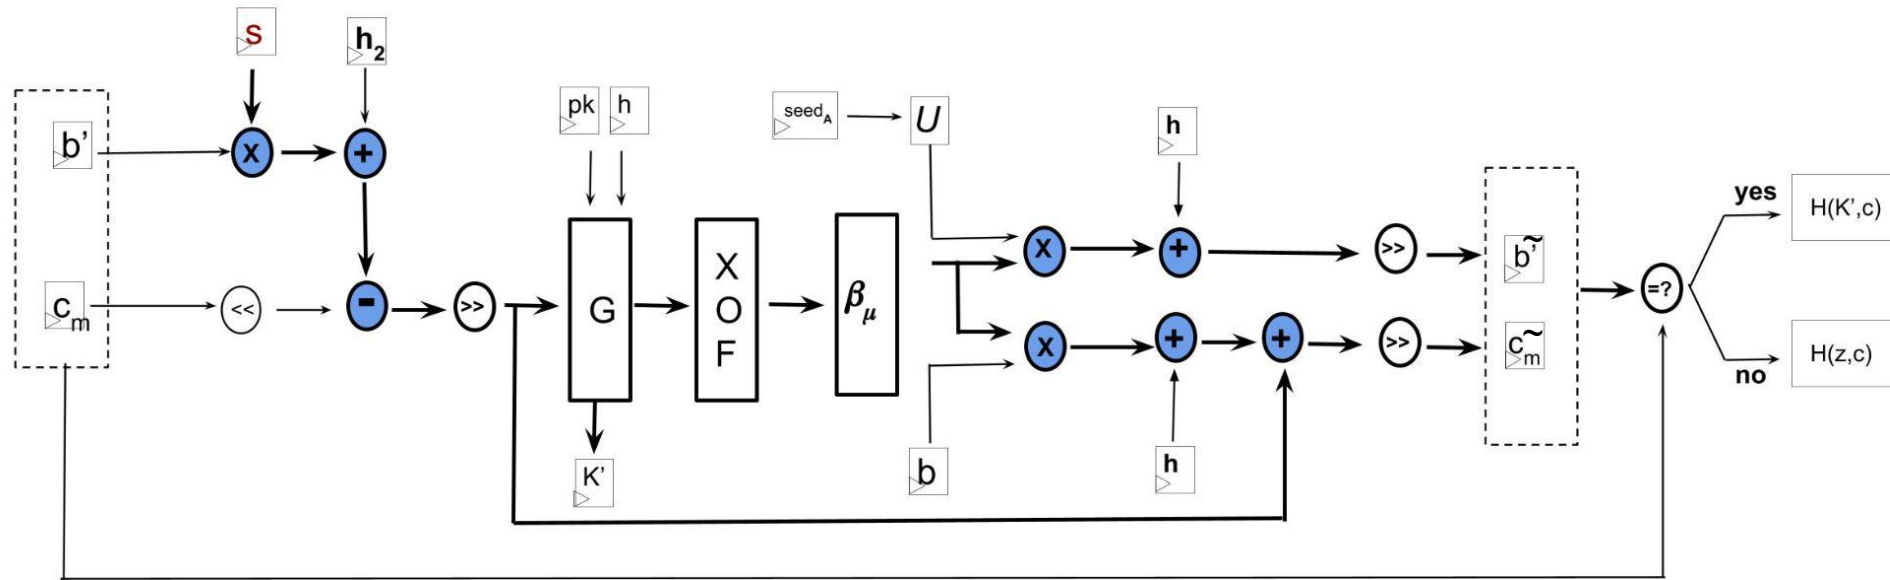 s
h₂
b'
x
+
c_m
<<
-
>>
pk
h
G
K'
X
O
F
β_μ
seed_A
U
b
x
x
h
+
+
h
+
>>
>>
b̃'
c̃_m
=?
yes
H(K',c)
no
H(z,c)